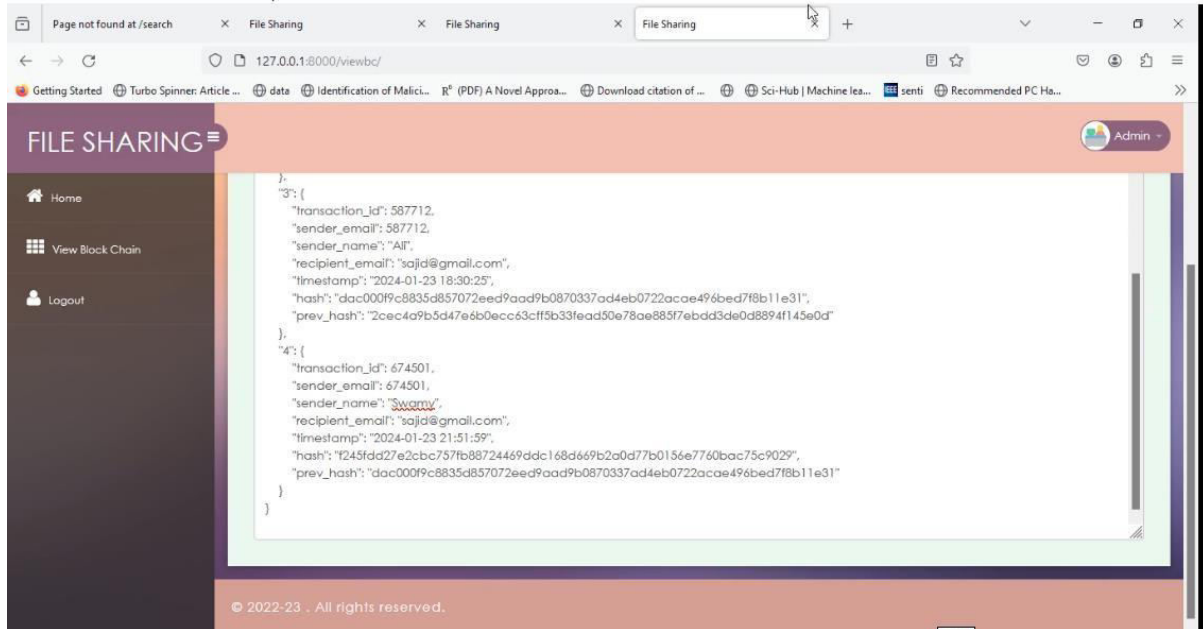 Page not found at /search
File Sharing
File Sharing
File Sharing
127.0.0.1:8000/viewbc/
Getting Started Turbo Spinner: Article ... data Identification of Malici... R⁶ (PDF) A Novel Approa... Download citation of ... Sci-Hub | Machine lea... senti Recommended PC Ha...
FILE SHARING
Admin
Home
View Block Chain
Logout
},
"3": {
"transaction_id": 587712,
"sender_email": 587712,
"sender_name": "Ali",
"recipient_email": "sajid@gmail.com",
"timestamp": "2024-01-23 18:30:25",
"hash": "dac000f9c8835d857072eed9aad9b0870337ad4eb0722acae496bed7f8b11e31",
"prev_hash": "2cec4a9b5d47e6b0ecc63cff5b33fead50e78ae885f7ebdd3de0d8894f145e0d"
},
"4": {
"transaction_id": 674501,
"sender_email": 674501,
"sender_name": "Swamy",
"recipient_email": "sajid@gmail.com",
"timestamp": "2024-01-23 21:51:59",
"hash": "f245fdd27e2cbc757fb88724469ddc168d669b2a0d77b0156e7760bac75c9029",
"prev_hash": "dac000f9c8835d857072eed9aad9b0870337ad4eb0722acae496bed7f8b11e31"
}
}
© 2022-23 . All rights reserved.